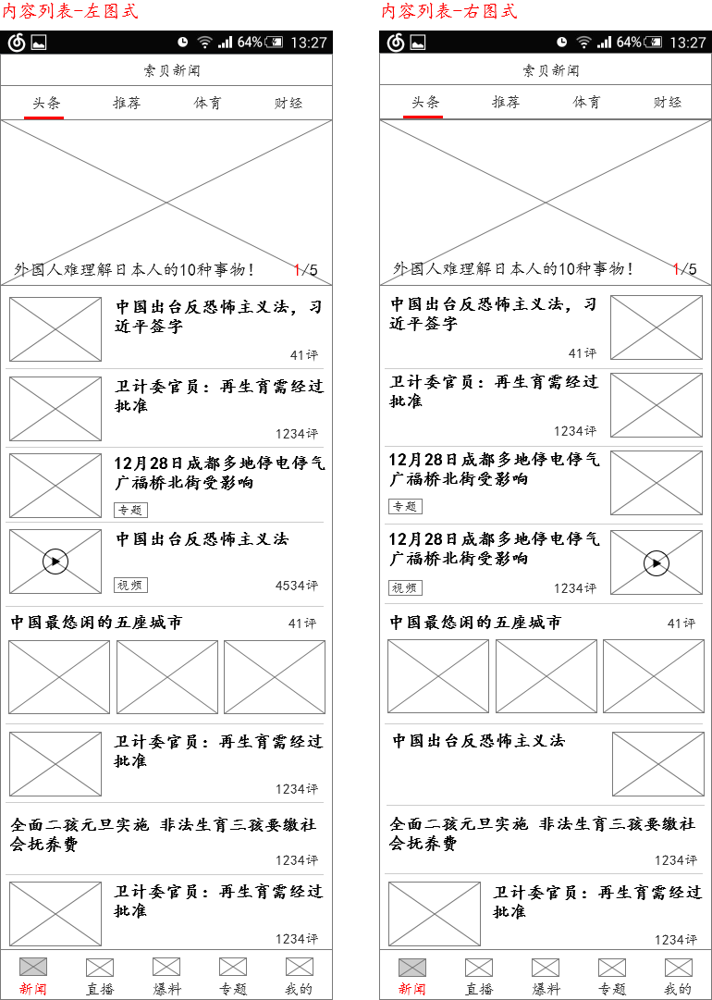 内容列表-左图式
64% 13:27
索贝新闻
头条 推荐 体育 财经
外国人难理解日本人的10种事物！ 1/5
中国出台反恐怖主义法，习
近平签字
41评
卫计委官员：再生育需经过
批准
1234评
12月28日成都多地停电停气
广福桥北街受影响
专题
中国出台反恐怖主义法
视频 4534评
中国最悠闲的五座城市 41评
卫计委官员：再生育需经过
批准
1234评
全面二孩元旦实施 非法生育三孩要缴社
会抚养费
1234评
卫计委官员：再生育需经过
批准
1234评
新闻 直播 爆料 专题 我的
内容列表-右图式
64% 13:27
索贝新闻
头条 推荐 体育 财经
外国人难理解日本人的10种事物！ 1/5
中国出台反恐怖主义法，习
近平签字
41评
卫计委官员：再生育需经过
批准
1234评
12月28日成都多地停电停气
广福桥北街受影响
专题
12月28日成都多地停电停气
广福桥北街受影响
视频 1234评
中国最悠闲的五座城市 41评
中国出台反恐怖主义法
全面二孩元旦实施 非法生育三孩要缴社
会抚养费
1234评
卫计委官员：再生育需经过
批准
1234评
新闻 直播 爆料 专题 我的